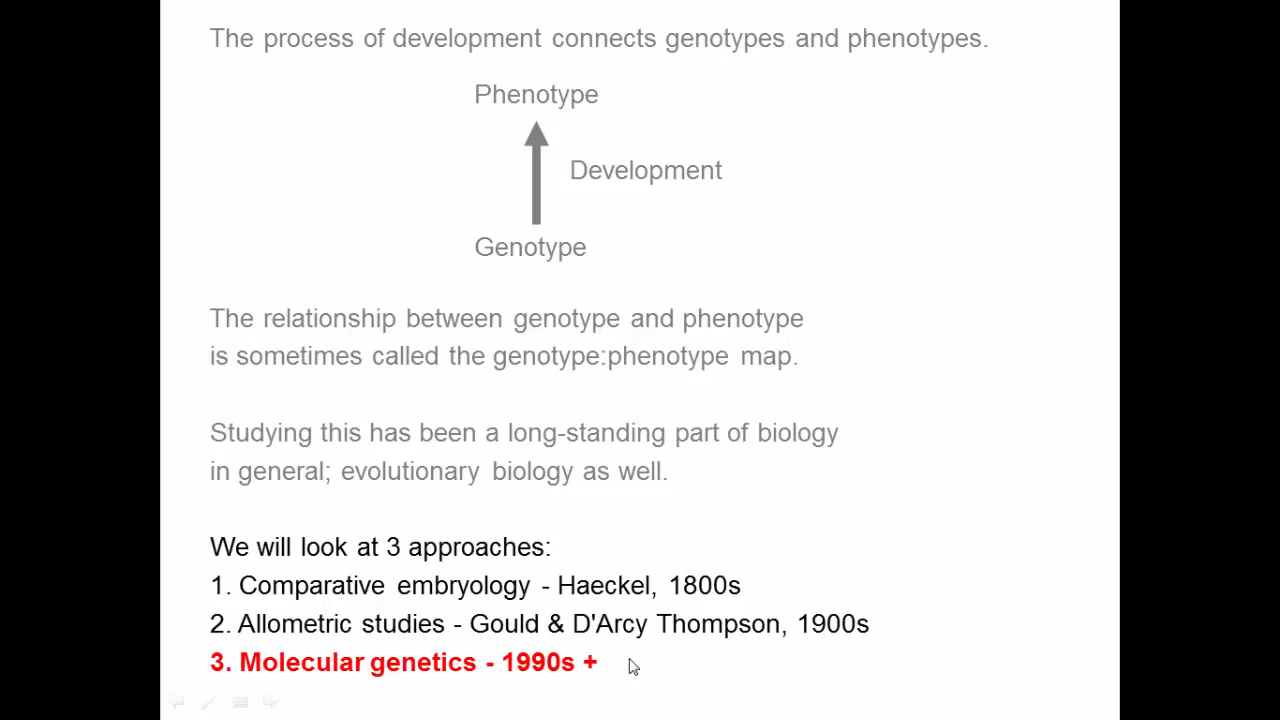 The process of development connects genotypes and phenotypes.
Phenotype
Development
Genotype
The relationship between genotype and phenotype
is sometimes called the genotype:phenotype map.
Studying this has been a long-standing part of biology
in general; evolutionary biology as well.
We will look at 3 approaches:
1. Comparative embryology - Haeckel, 1800s
2. Allometric studies - Gould & D'Arcy Thompson, 1900s
3. Molecular genetics - 1990s +